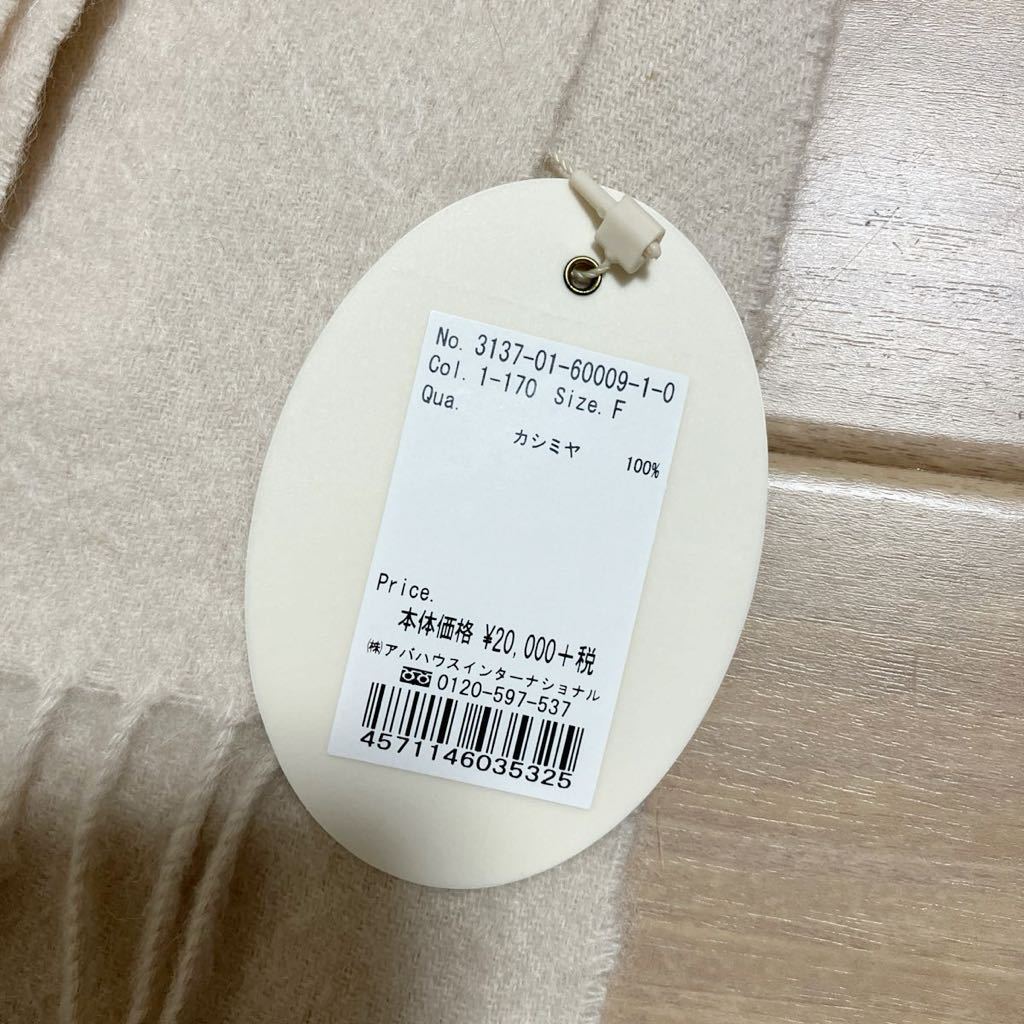 No. 3137-01-60009-1-0
Col. 1-170 Size. F
Qua.
カシミヤ 100%
Price.
本体価格 ¥20,000+税
㈱アバハウスインターナショナル
0120-597-537
4571146035325